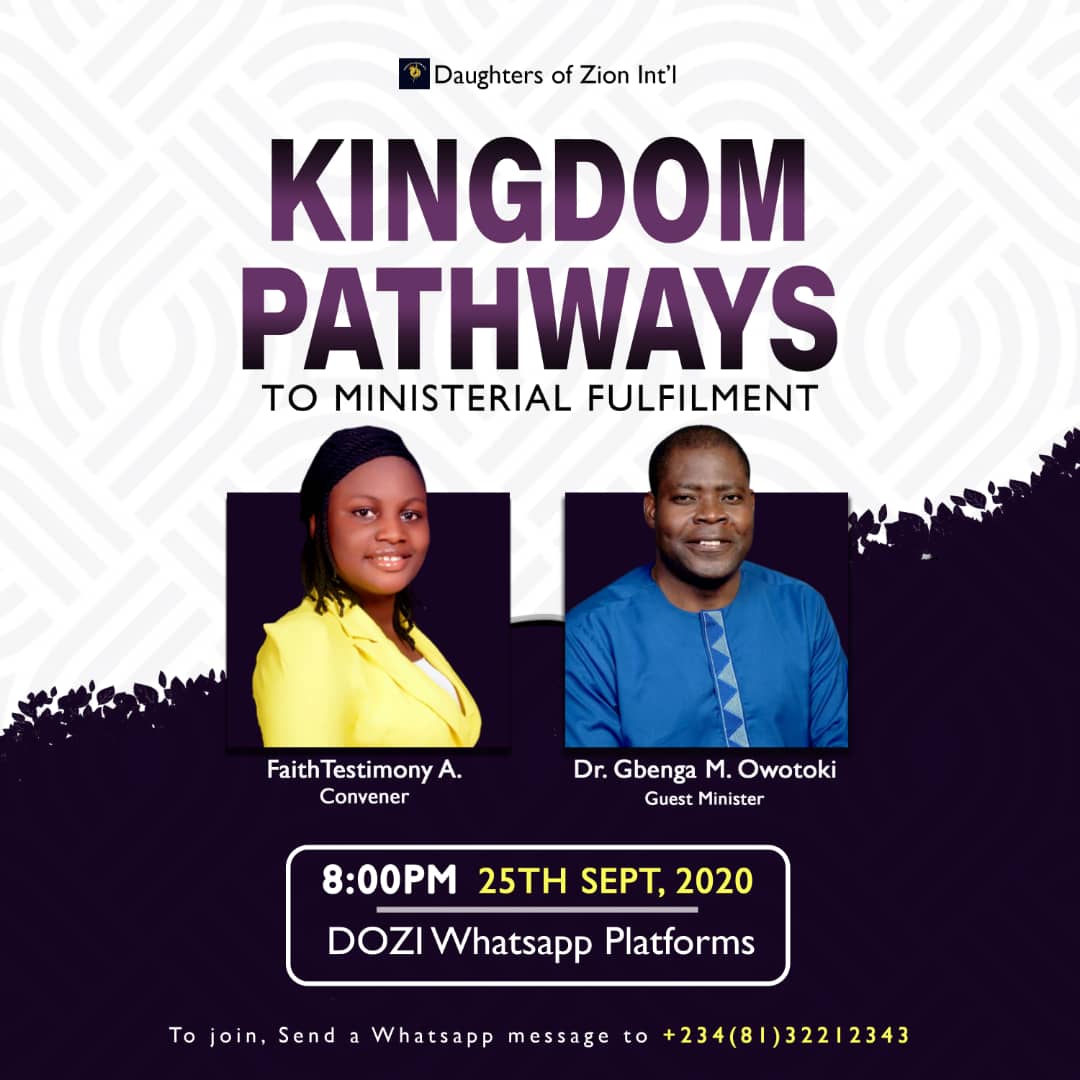 Daughters of Zion Int'l
KINGDOM
PATHWAYS
TO MINISTERIAL FULFILMENT
FaithTestimony A.
Convener
Dr. Gbenga M. Owotoki
Guest Minister
8:00PM 25TH SEPT, 2020
DOZI Whatsapp Platforms
To join, Send a Whatsapp message to +234(81)32212343